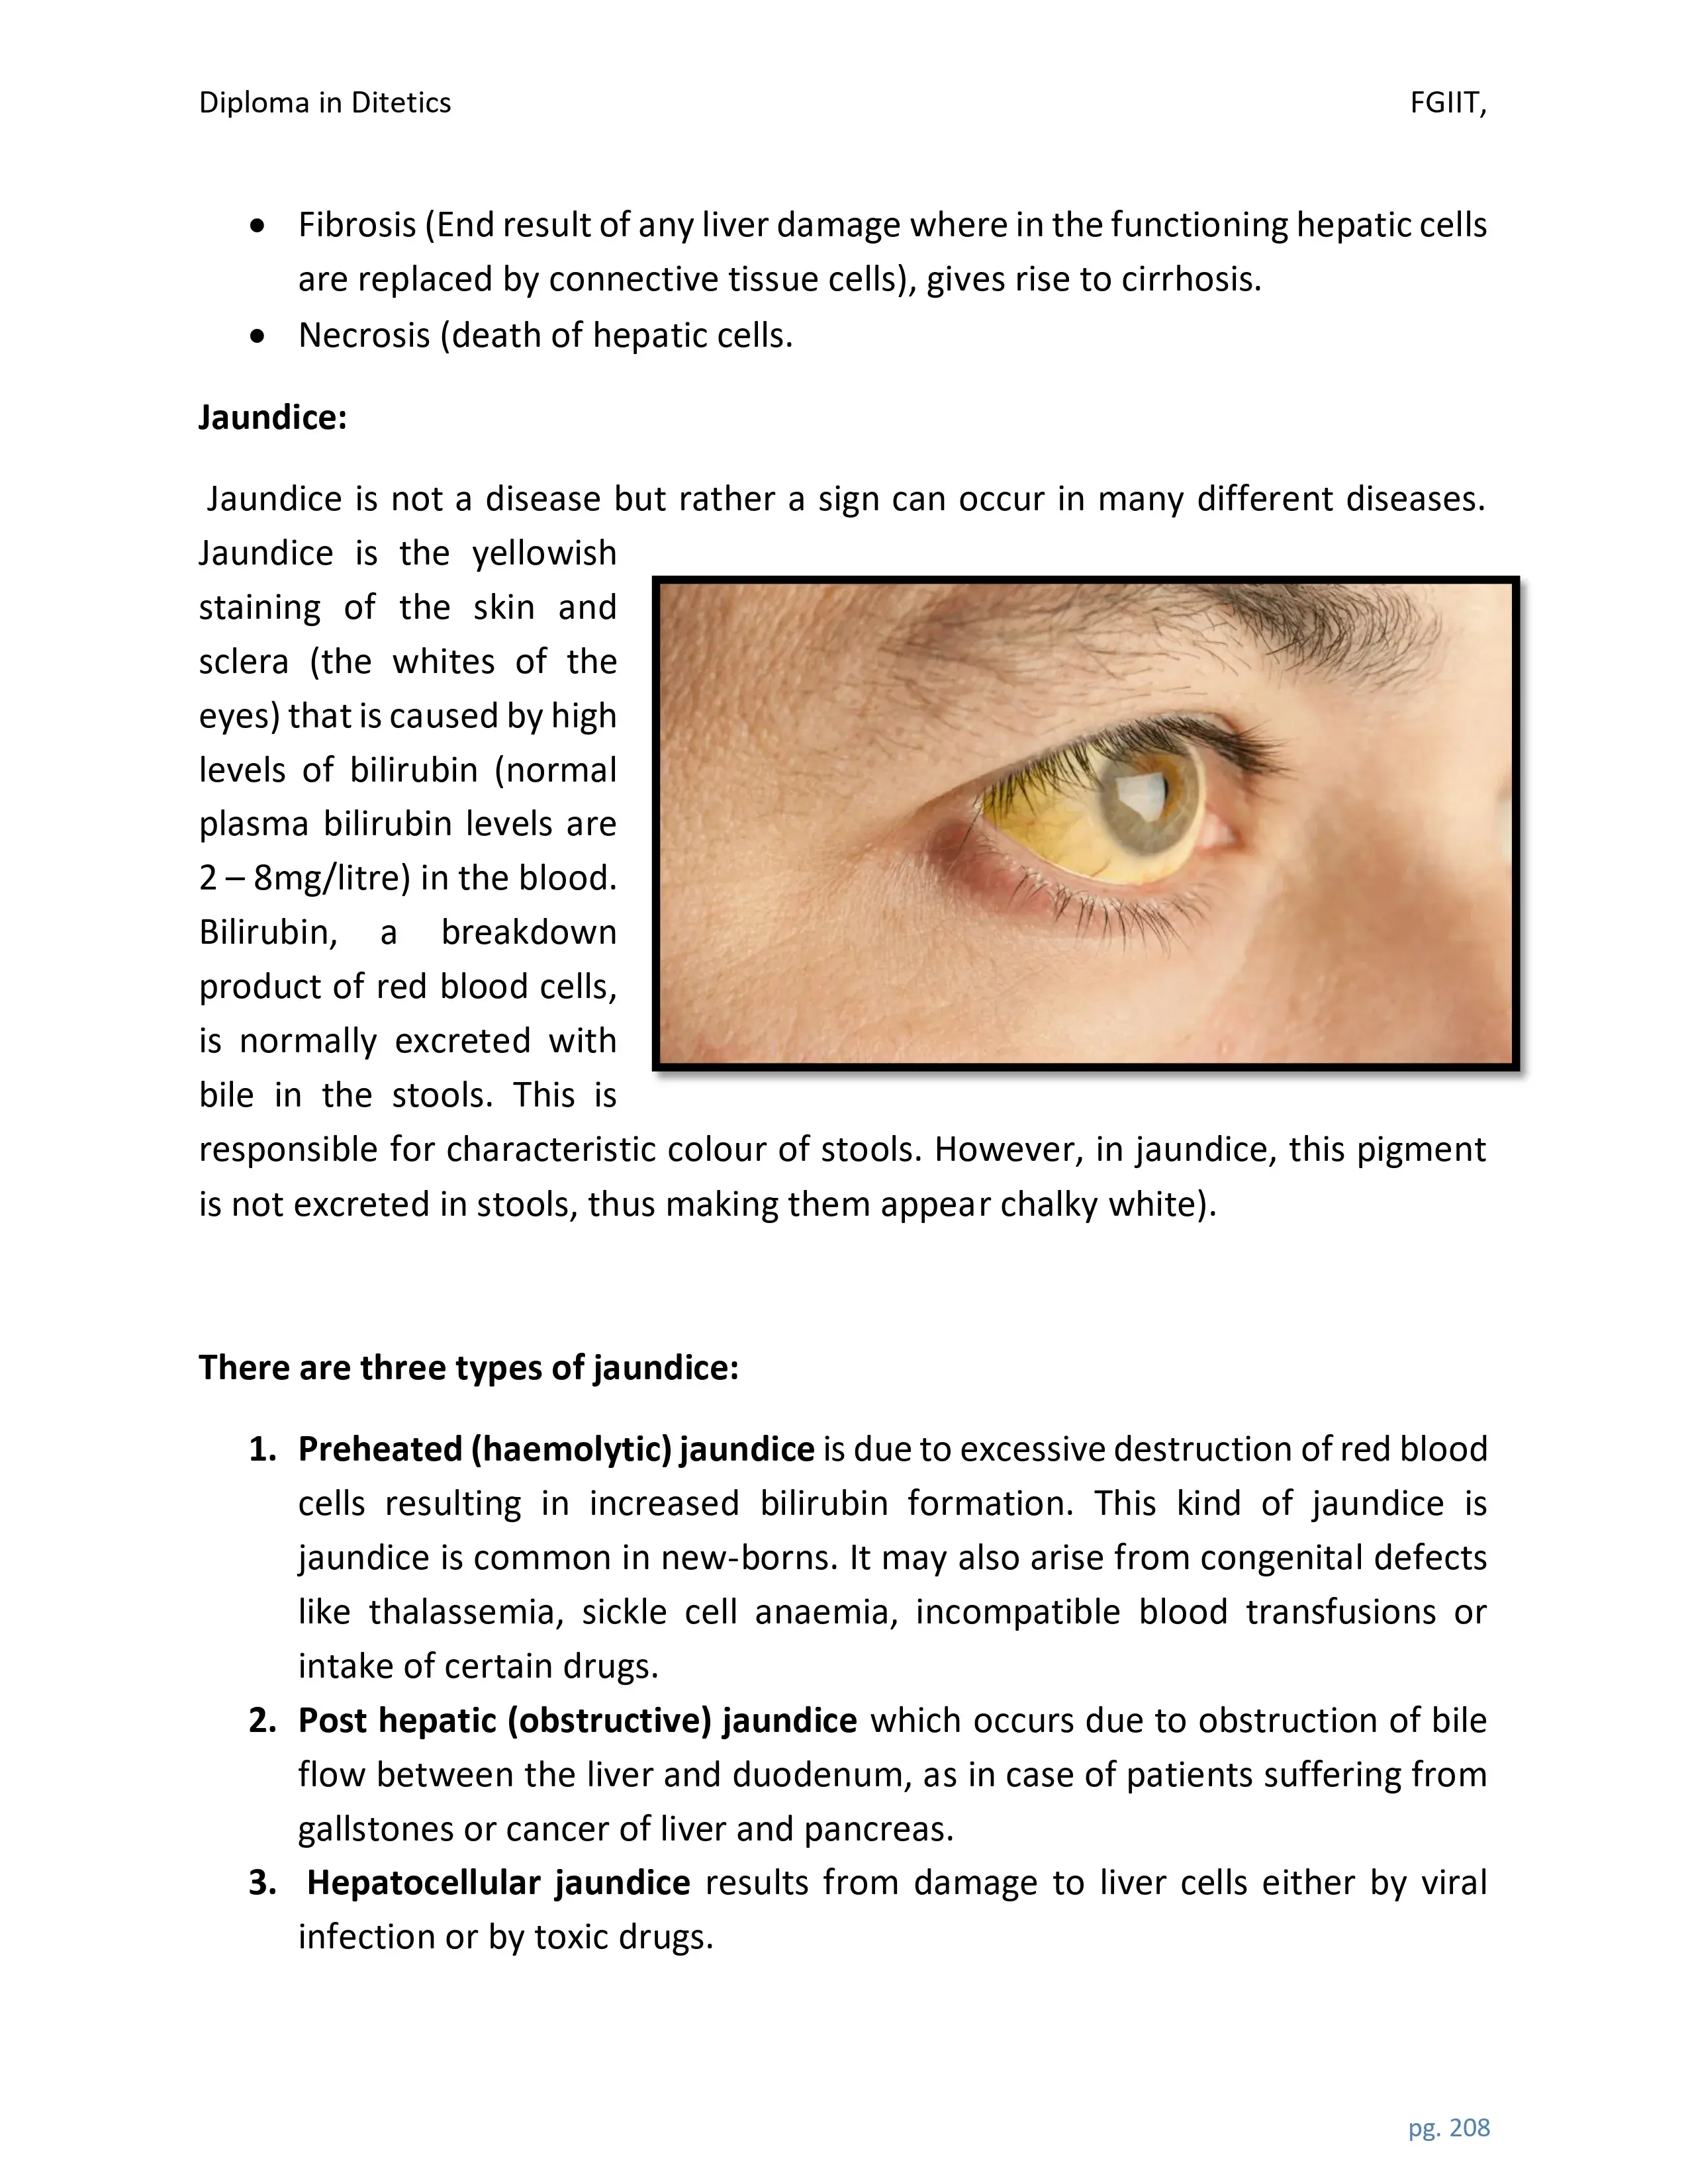 Diploma in Ditetics FGIIT,
• Fibrosis (End result of any liver damage where in the functioning hepatic cells
are replaced by connective tissue cells), gives rise to cirrhosis.
• Necrosis (death of hepatic cells.
Jaundice:
Jaundice is not a disease but rather a sign can occur in many different diseases.
Jaundice is the yellowish
staining of the skin and
sclera (the whites of the
eyes) that is caused by high
levels of bilirubin (normal
plasma bilirubin levels are
2 – 8mg/litre) in the blood.
Bilirubin, a breakdown
product of red blood cells,
is normally excreted with
bile in the stools. This is
responsible for characteristic colour of stools. However, in jaundice, this pigment
is not excreted in stools, thus making them appear chalky white).
There are three types of jaundice:
1. Preheated (haemolytic) jaundice is due to excessive destruction of red blood
cells resulting in increased bilirubin formation. This kind of jaundice is
jaundice is common in new-borns. It may also arise from congenital defects
like thalassemia, sickle cell anaemia, incompatible blood transfusions or
intake of certain drugs.
2. Post hepatic (obstructive) jaundice which occurs due to obstruction of bile
flow between the liver and duodenum, as in case of patients suffering from
gallstones or cancer of liver and pancreas.
3. Hepatocellular jaundice results from damage to liver cells either by viral
infection or by toxic drugs.
pg. 208